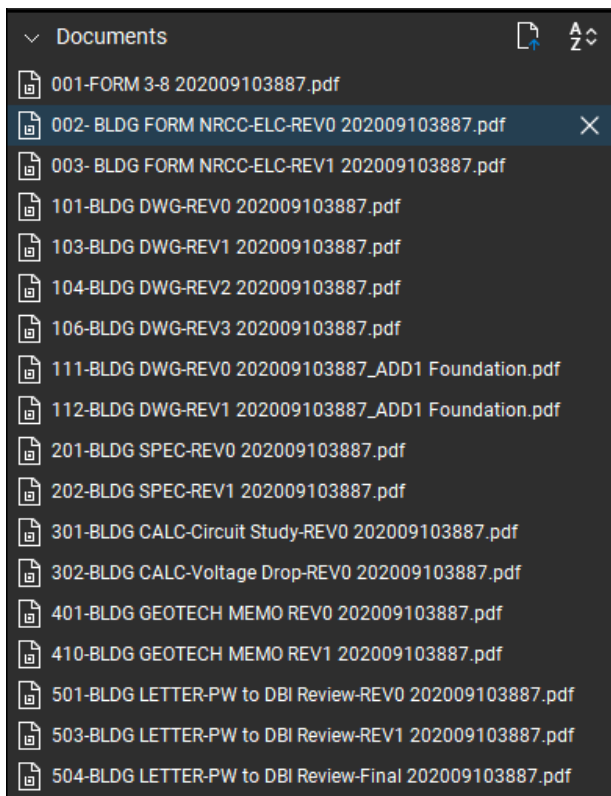 Documents
001-FORM 3-8 202009103887.pdf
002- BLDG FORM NRCC-ELC-REV0 202009103887.pdf
003- BLDG FORM NRCC-ELC-REV1 202009103887.pdf
101-BLDG DWG-REV0 202009103887.pdf
103-BLDG DWG-REV1 202009103887.pdf
104-BLDG DWG-REV2 202009103887.pdf
106-BLDG DWG-REV3 202009103887.pdf
111-BLDG DWG-REV0 202009103887_ADD1 Foundation.pdf
112-BLDG DWG-REV1 202009103887_ADD1 Foundation.pdf
201-BLDG SPEC-REV0 202009103887.pdf
202-BLDG SPEC-REV1 202009103887.pdf
301-BLDG CALC-Circuit Study-REV0 202009103887.pdf
302-BLDG CALC-Voltage Drop-REV0 202009103887.pdf
401-BLDG GEOTECH MEMO REV0 202009103887.pdf
410-BLDG GEOTECH MEMO REV1 202009103887.pdf
501-BLDG LETTER-PW to DBI Review-REV0 202009103887.pdf
503-BLDG LETTER-PW to DBI Review-REV1 202009103887.pdf
504-BLDG LETTER-PW to DBI Review-Final 202009103887.pdf